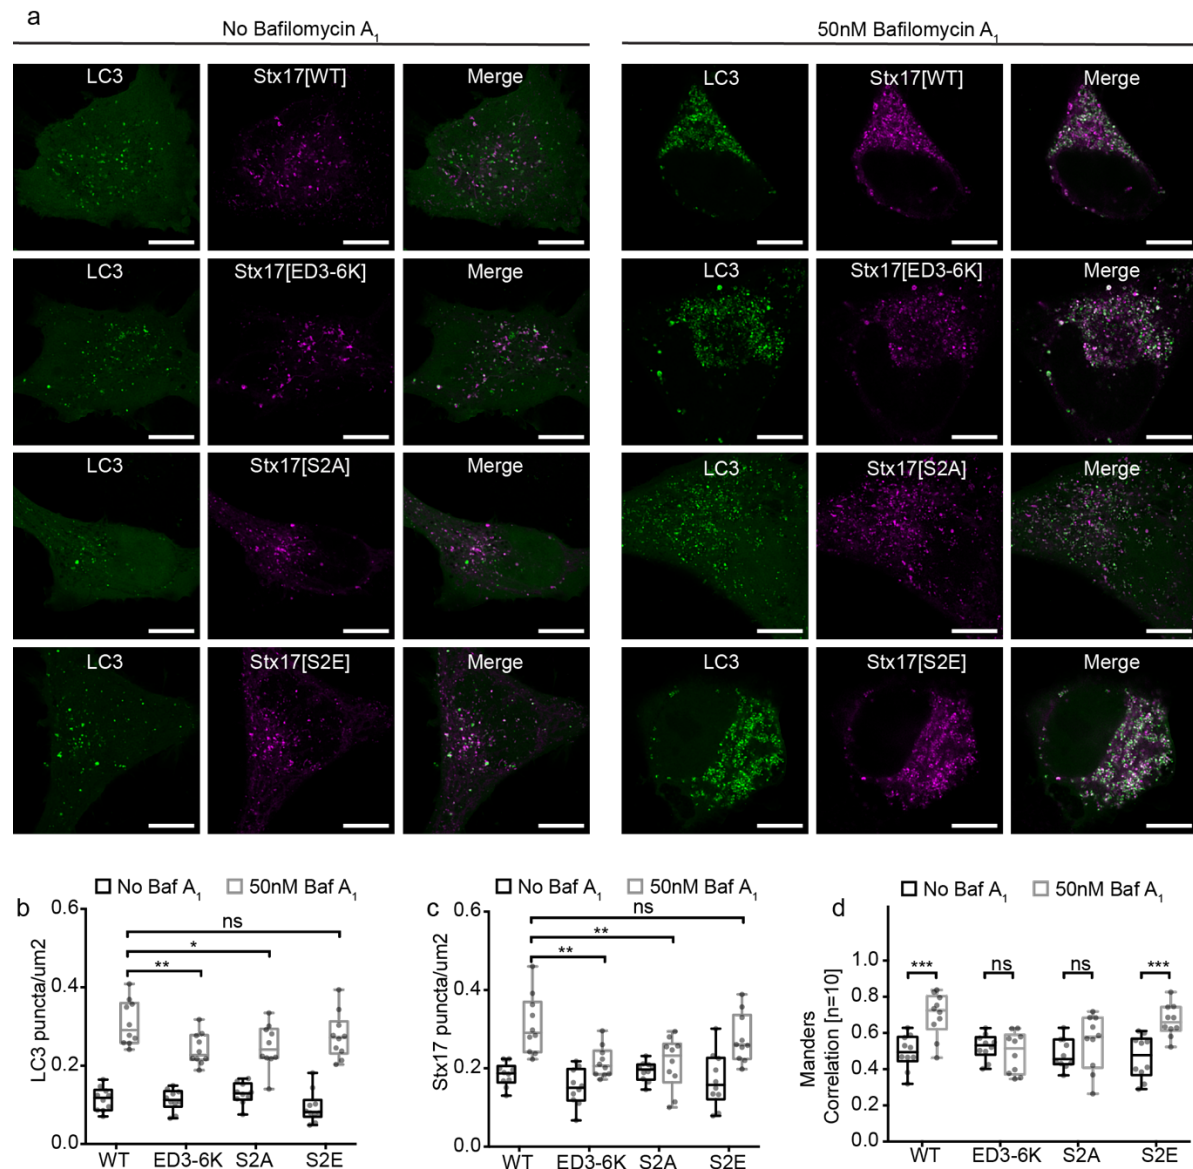 a
No Bafilomycin A1
50nM Bafilomycin A1
LC3 Stx17[WT] Merge LC3 Stx17[WT] Merge
LC3 Stx17[ED3-6K] Merge LC3 Stx17[ED3-6K] Merge
LC3 Stx17[S2A] Merge LC3 Stx17[S2A] Merge
LC3 Stx17[S2E] Merge LC3 Stx17[S2E] Merge
b
No Baf A1 50nM Baf A1
LC3 puncta/um2
0.6
0.4
0.2
0.0
ns
*
**
WT ED3-6K S2A S2E
c
No Baf A1 50nM Baf A1
Stx17 puncta/um2
0.6
0.4
0.2
0.0
ns
**
**
WT ED3-6K S2A S2E
d
No Baf A1 50nM Baf A1
Manders
Correlation [n=10]
1.0
0.8
0.6
0.4
0.2
0.0
*** ns ns ***
WT ED3-6K S2A S2E